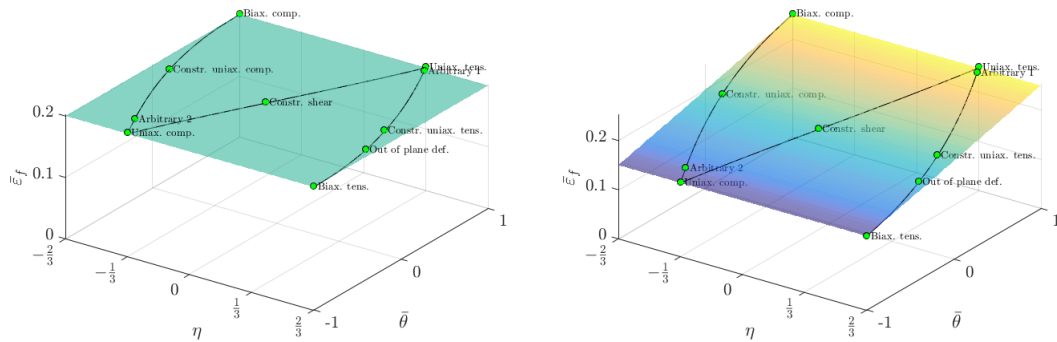 Biax. comp.
Constr. uniax. comp.
Uniax. tens.
Arbitrary 1
Constr. shear
Arbitrary 2
Uniax. comp.
Constr. uniax. tens.
Out of plane def.
Biax. tens.
0.2
0.1
0
ε̄f
−2/3
−1/3
0
1/3
2/3
η
-1
0
1
θ̄
Biax. comp.
Uniax. tens.
Arbitrary 1
Constr. uniax. comp.
Constr. shear
Constr. uniax. tens.
Arbitrary 2
Uniax. comp.
Out of plane def.
Biax. tens.
0.2
0.1
0
ε̄f
−2/3
−1/3
0
1/3
2/3
η
-1
0
1
θ̄